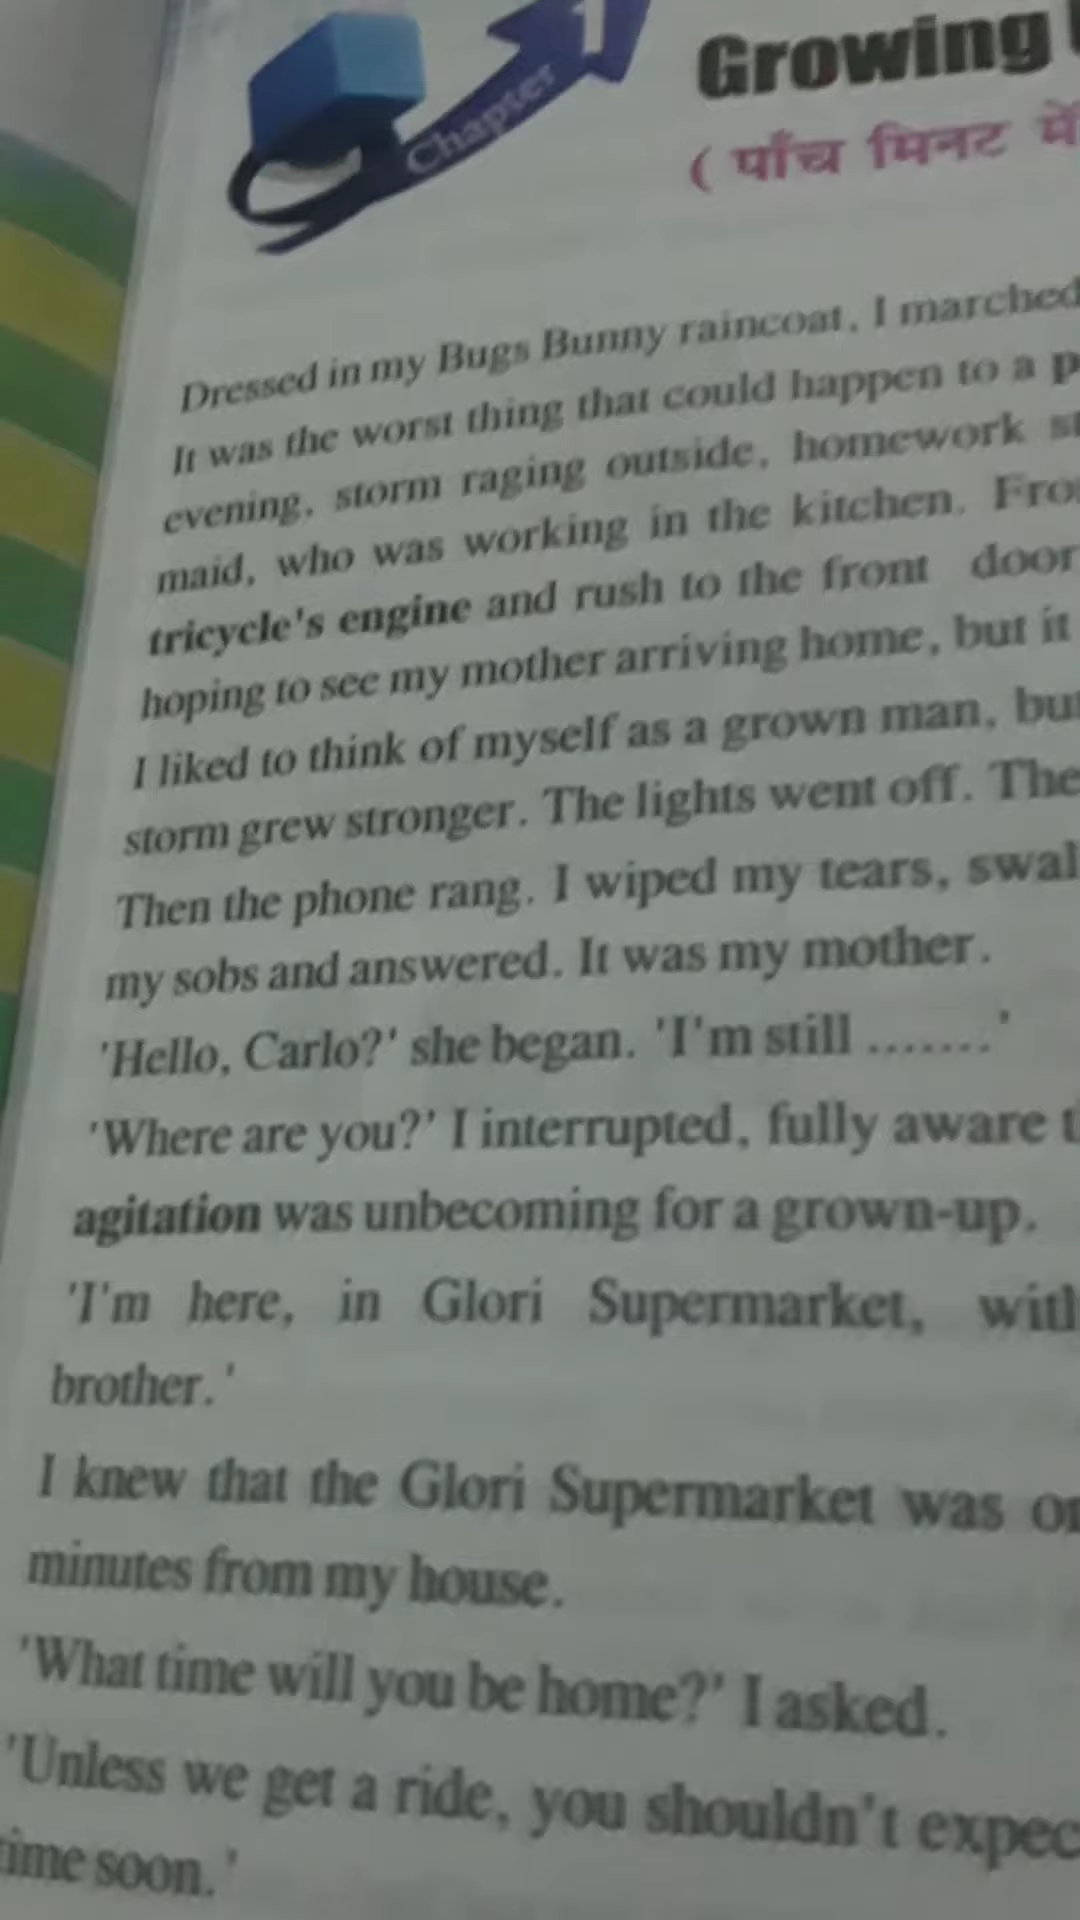 Chapter 1
Growing
( पाँच मिनट में
Dressed in my Bugs Bunny raincoat, I marched
It was the worst thing that could happen to a
evening, storm raging outside, homework
maid, who was working in the kitchen.
tricycle's engine and rush to the front door
hoping to see my mother arriving home, but it
I liked to think of myself as a grown man, but
storm grew stronger. The lights went off. The
Then the phone rang. I wiped my tears,
my sobs and answered. It was my mother.
'Hello, Carlo?' she began. 'I'm still .......'
'Where are you?' I interrupted, fully aware
agitation was unbecoming for a grown-up.
'I'm here, in Glori Supermarket,
brother.'
I knew that the Glori Supermarket was
minutes from my house.
'What time will you be home?' I asked.
'Unless we get a ride, you shouldn't
time soon.'